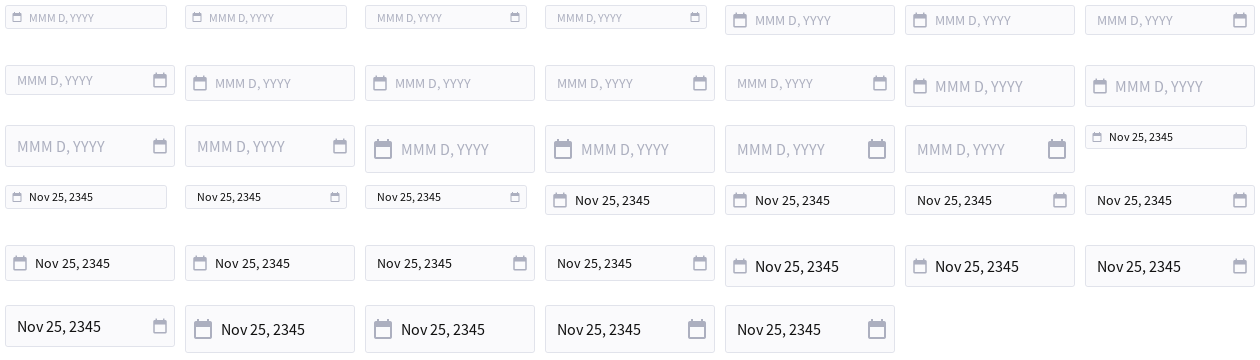 MMM D, YYYY MMM D, YYYY MMM D, YYYY MMM D, YYYY MMM D, YYYY MMM D, YYYY MMM D, YYYY
MMM D, YYYY MMM D, YYYY MMM D, YYYY MMM D, YYYY MMM D, YYYY MMM D, YYYY MMM D, YYYY
MMM D, YYYY MMM D, YYYY MMM D, YYYY MMM D, YYYY MMM D, YYYY MMM D, YYYY Nov 25, 2345
Nov 25, 2345 Nov 25, 2345 Nov 25, 2345 Nov 25, 2345 Nov 25, 2345 Nov 25, 2345 Nov 25, 2345
Nov 25, 2345 Nov 25, 2345 Nov 25, 2345 Nov 25, 2345 Nov 25, 2345 Nov 25, 2345 Nov 25, 2345
Nov 25, 2345 Nov 25, 2345 Nov 25, 2345 Nov 25, 2345 Nov 25, 2345